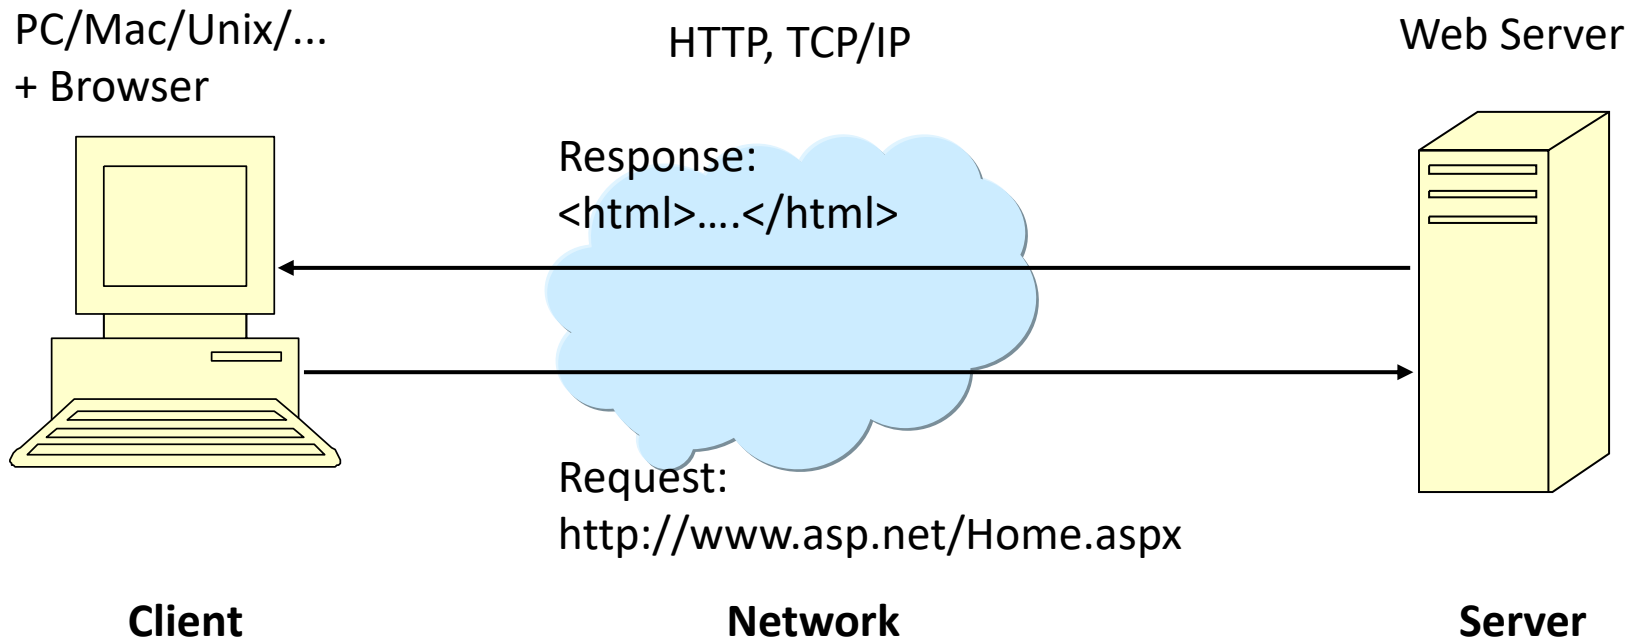 PC/Mac/Unix/...
+ Browser
HTTP, TCP/IP
Web Server
Response:
<html>....</html>
Request:
http://www.asp.net/Home.aspx
Client
Network
Server